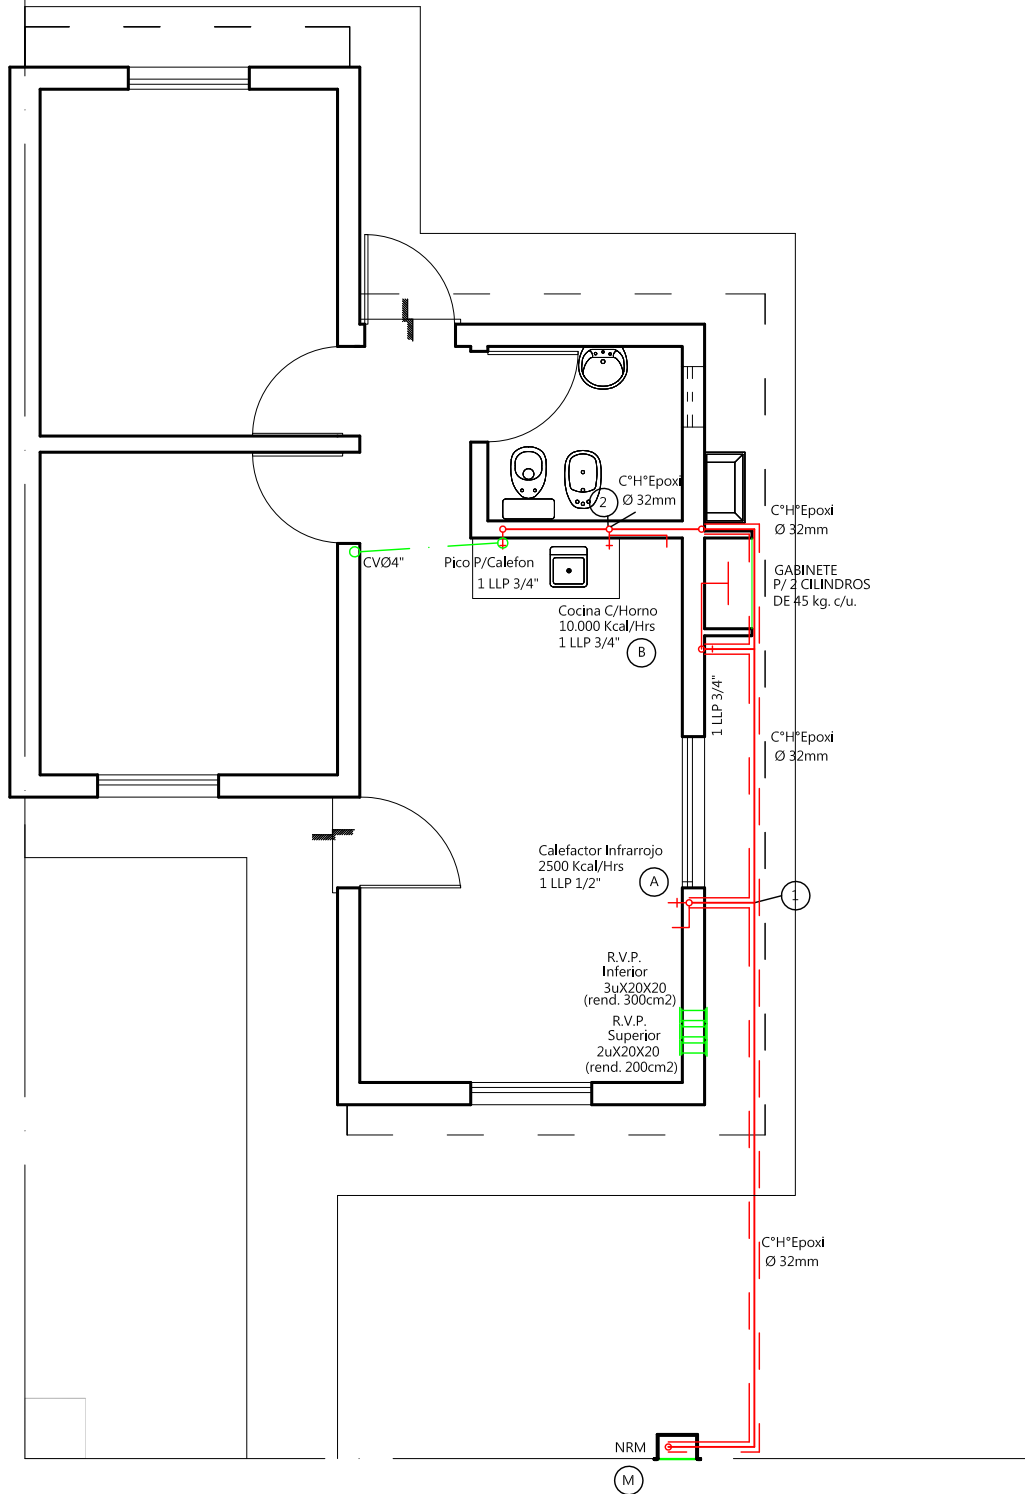 C°H°Epoxi
Ø 32mm
2
C°H°Epoxi
Ø 32mm
CVØ4"
Pico P/Calefon
1 LLP 3/4"
GABINETE
P/ 2 CILINDROS
DE 45 kg. c/u.
Cocina C/Horno
10.000 Kcal/Hrs
1 LLP 3/4"
B
1 LLP 3/4"
C°H°Epoxi
Ø 32mm
Calefactor Infrarrojo
2500 Kcal/Hrs
1 LLP 1/2"
A
1
R.V.P.
Inferior
3uX20X20
(rend. 300cm2)
R.V.P.
Superior
2uX20X20
(rend. 200cm2)
C°H°Epoxi
Ø 32mm
NRM
M